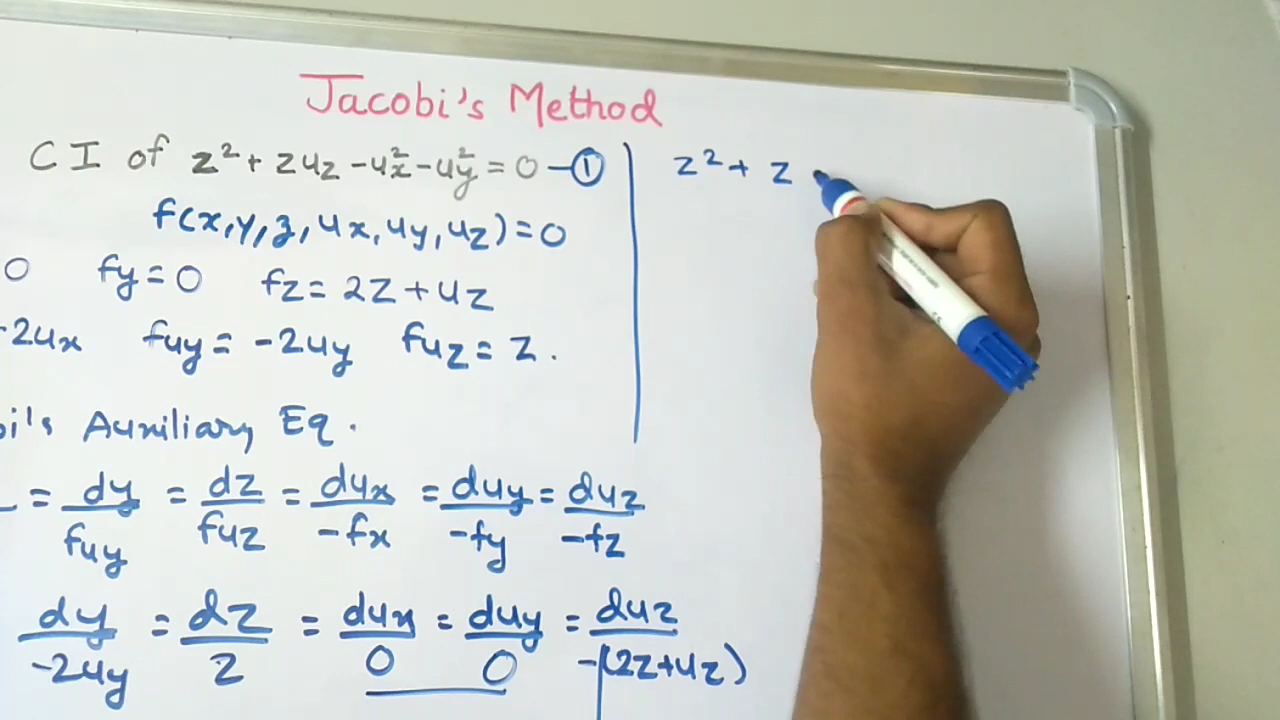 Jacobi's Method
CI of z² + zuz - ux² - uy² = 0 - ①
f(x, y, z, ux, uy, uz) = 0
0 fy = 0 fz = 2z + uz
-2ux fuy = -2uy fuz = z.
bi's Auxiliary Eq.
= dy/fuy = dz/fuz = dux/-fx = duy/-fy = duz/-fz
dy/-2uy = dz/z = dux/0 = duy/0 = duz/-(2z+uz)
z² + z